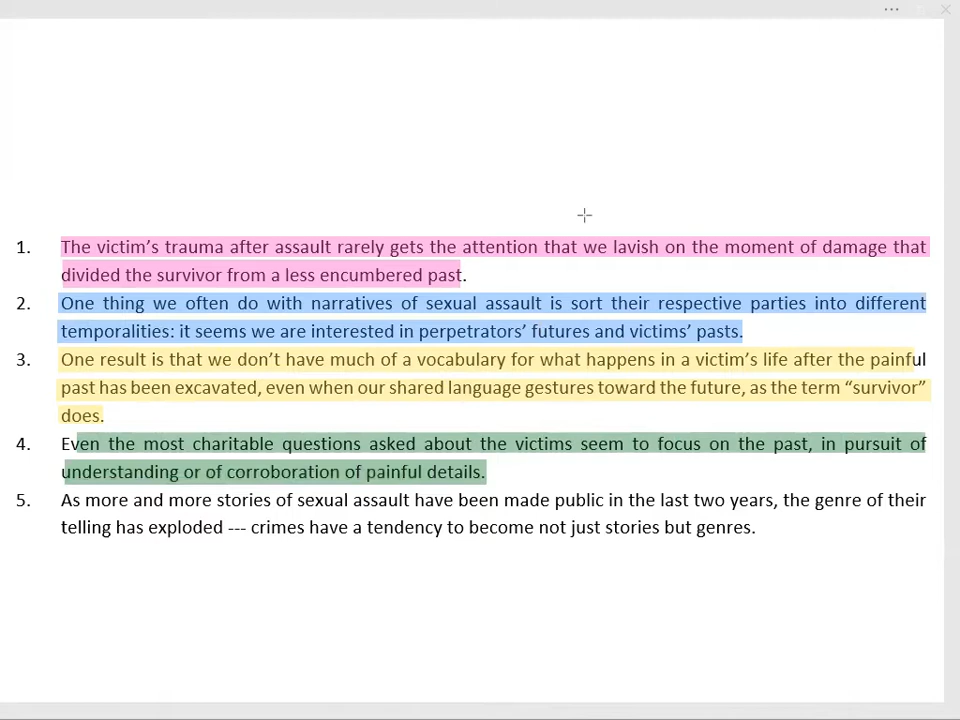 1. The victim’s trauma after assault rarely gets the attention that we lavish on the moment of damage that
divided the survivor from a less encumbered past.
2. One thing we often do with narratives of sexual assault is sort their respective parties into different
temporalities: it seems we are interested in perpetrators’ futures and victims’ pasts.
3. One result is that we don’t have much of a vocabulary for what happens in a victim’s life after the painful
past has been excavated, even when our shared language gestures toward the future, as the term “survivor”
does.
4. Even the most charitable questions asked about the victims seem to focus on the past, in pursuit of
understanding or of corroboration of painful details.
5. As more and more stories of sexual assault have been made public in the last two years, the genre of their
telling has exploded --- crimes have a tendency to become not just stories but genres.